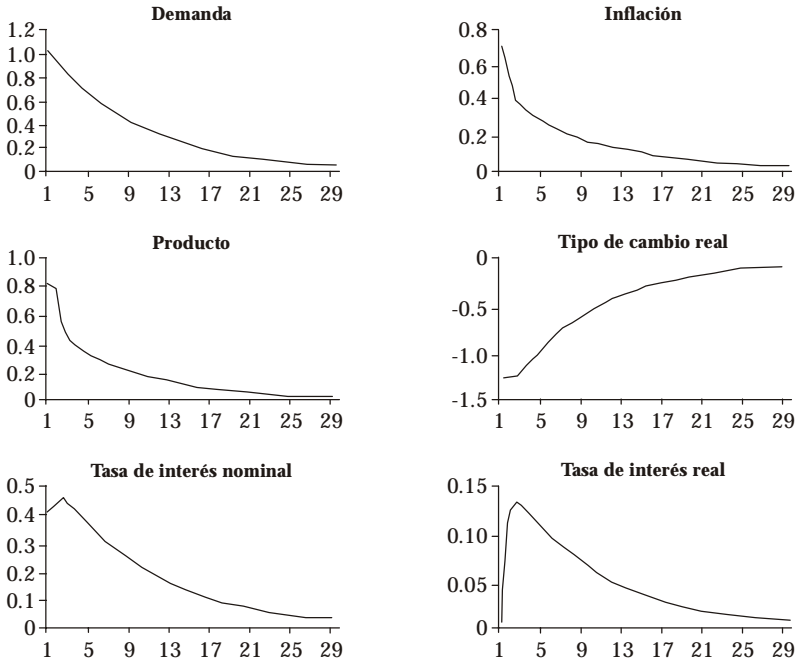 Demanda
1.2
1.0
0.8
0.6
0.4
0.2
0
1 5 9 13 17 21 25 29
Inflación
0.8
0.6
0.4
0.2
0
1 5 9 13 17 21 25 29
Producto
1.0
0.8
0.6
0.4
0.2
0
1 5 9 13 17 21 25 29
Tipo de cambio real
0
-0.5
-1.0
-1.5
1 5 9 13 17 21 25 29
Tasa de interés nominal
0.5
0.4
0.3
0.2
0.1
0
1 5 9 13 17 21 25 29
Tasa de interés real
0.15
0.10
0.05
0
1 5 9 13 17 21 25 29